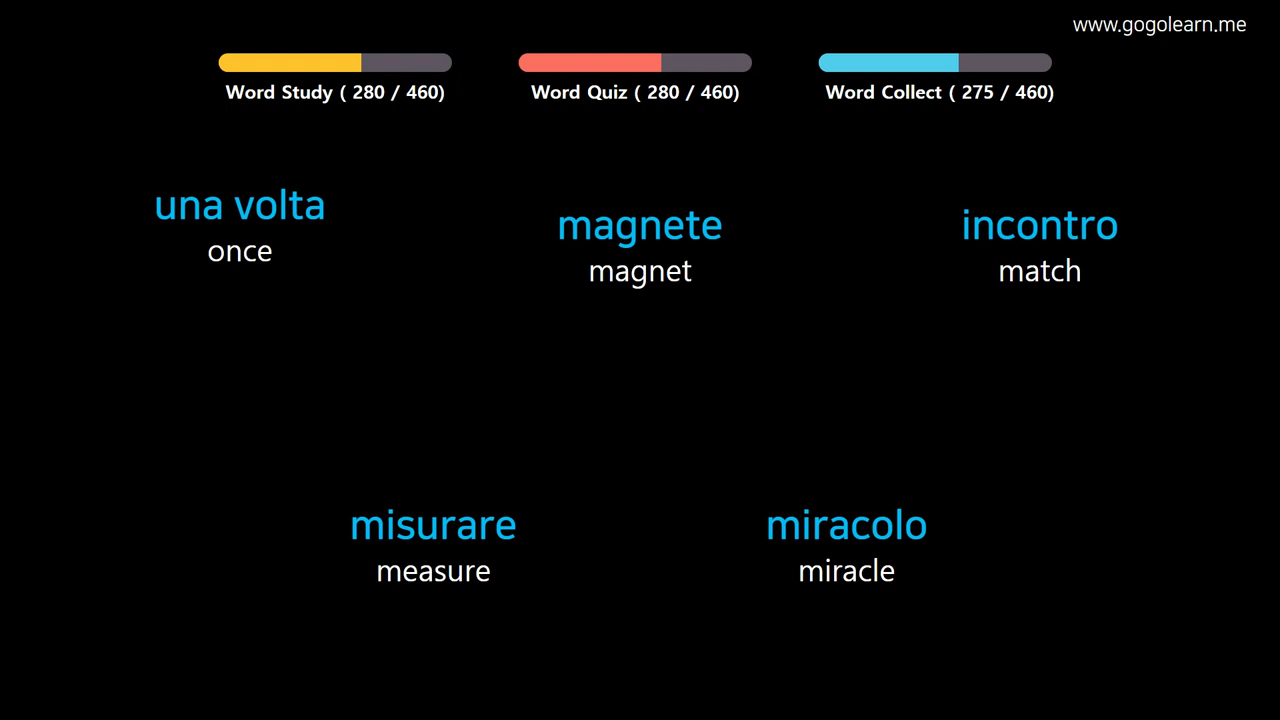 www.gogolearn.me
Word Study ( 280 / 460)
Word Quiz ( 280 / 460)
Word Collect ( 275 / 460)
una volta
once
magnete
magnet
incontro
match
misurare
measure
miracolo
miracle